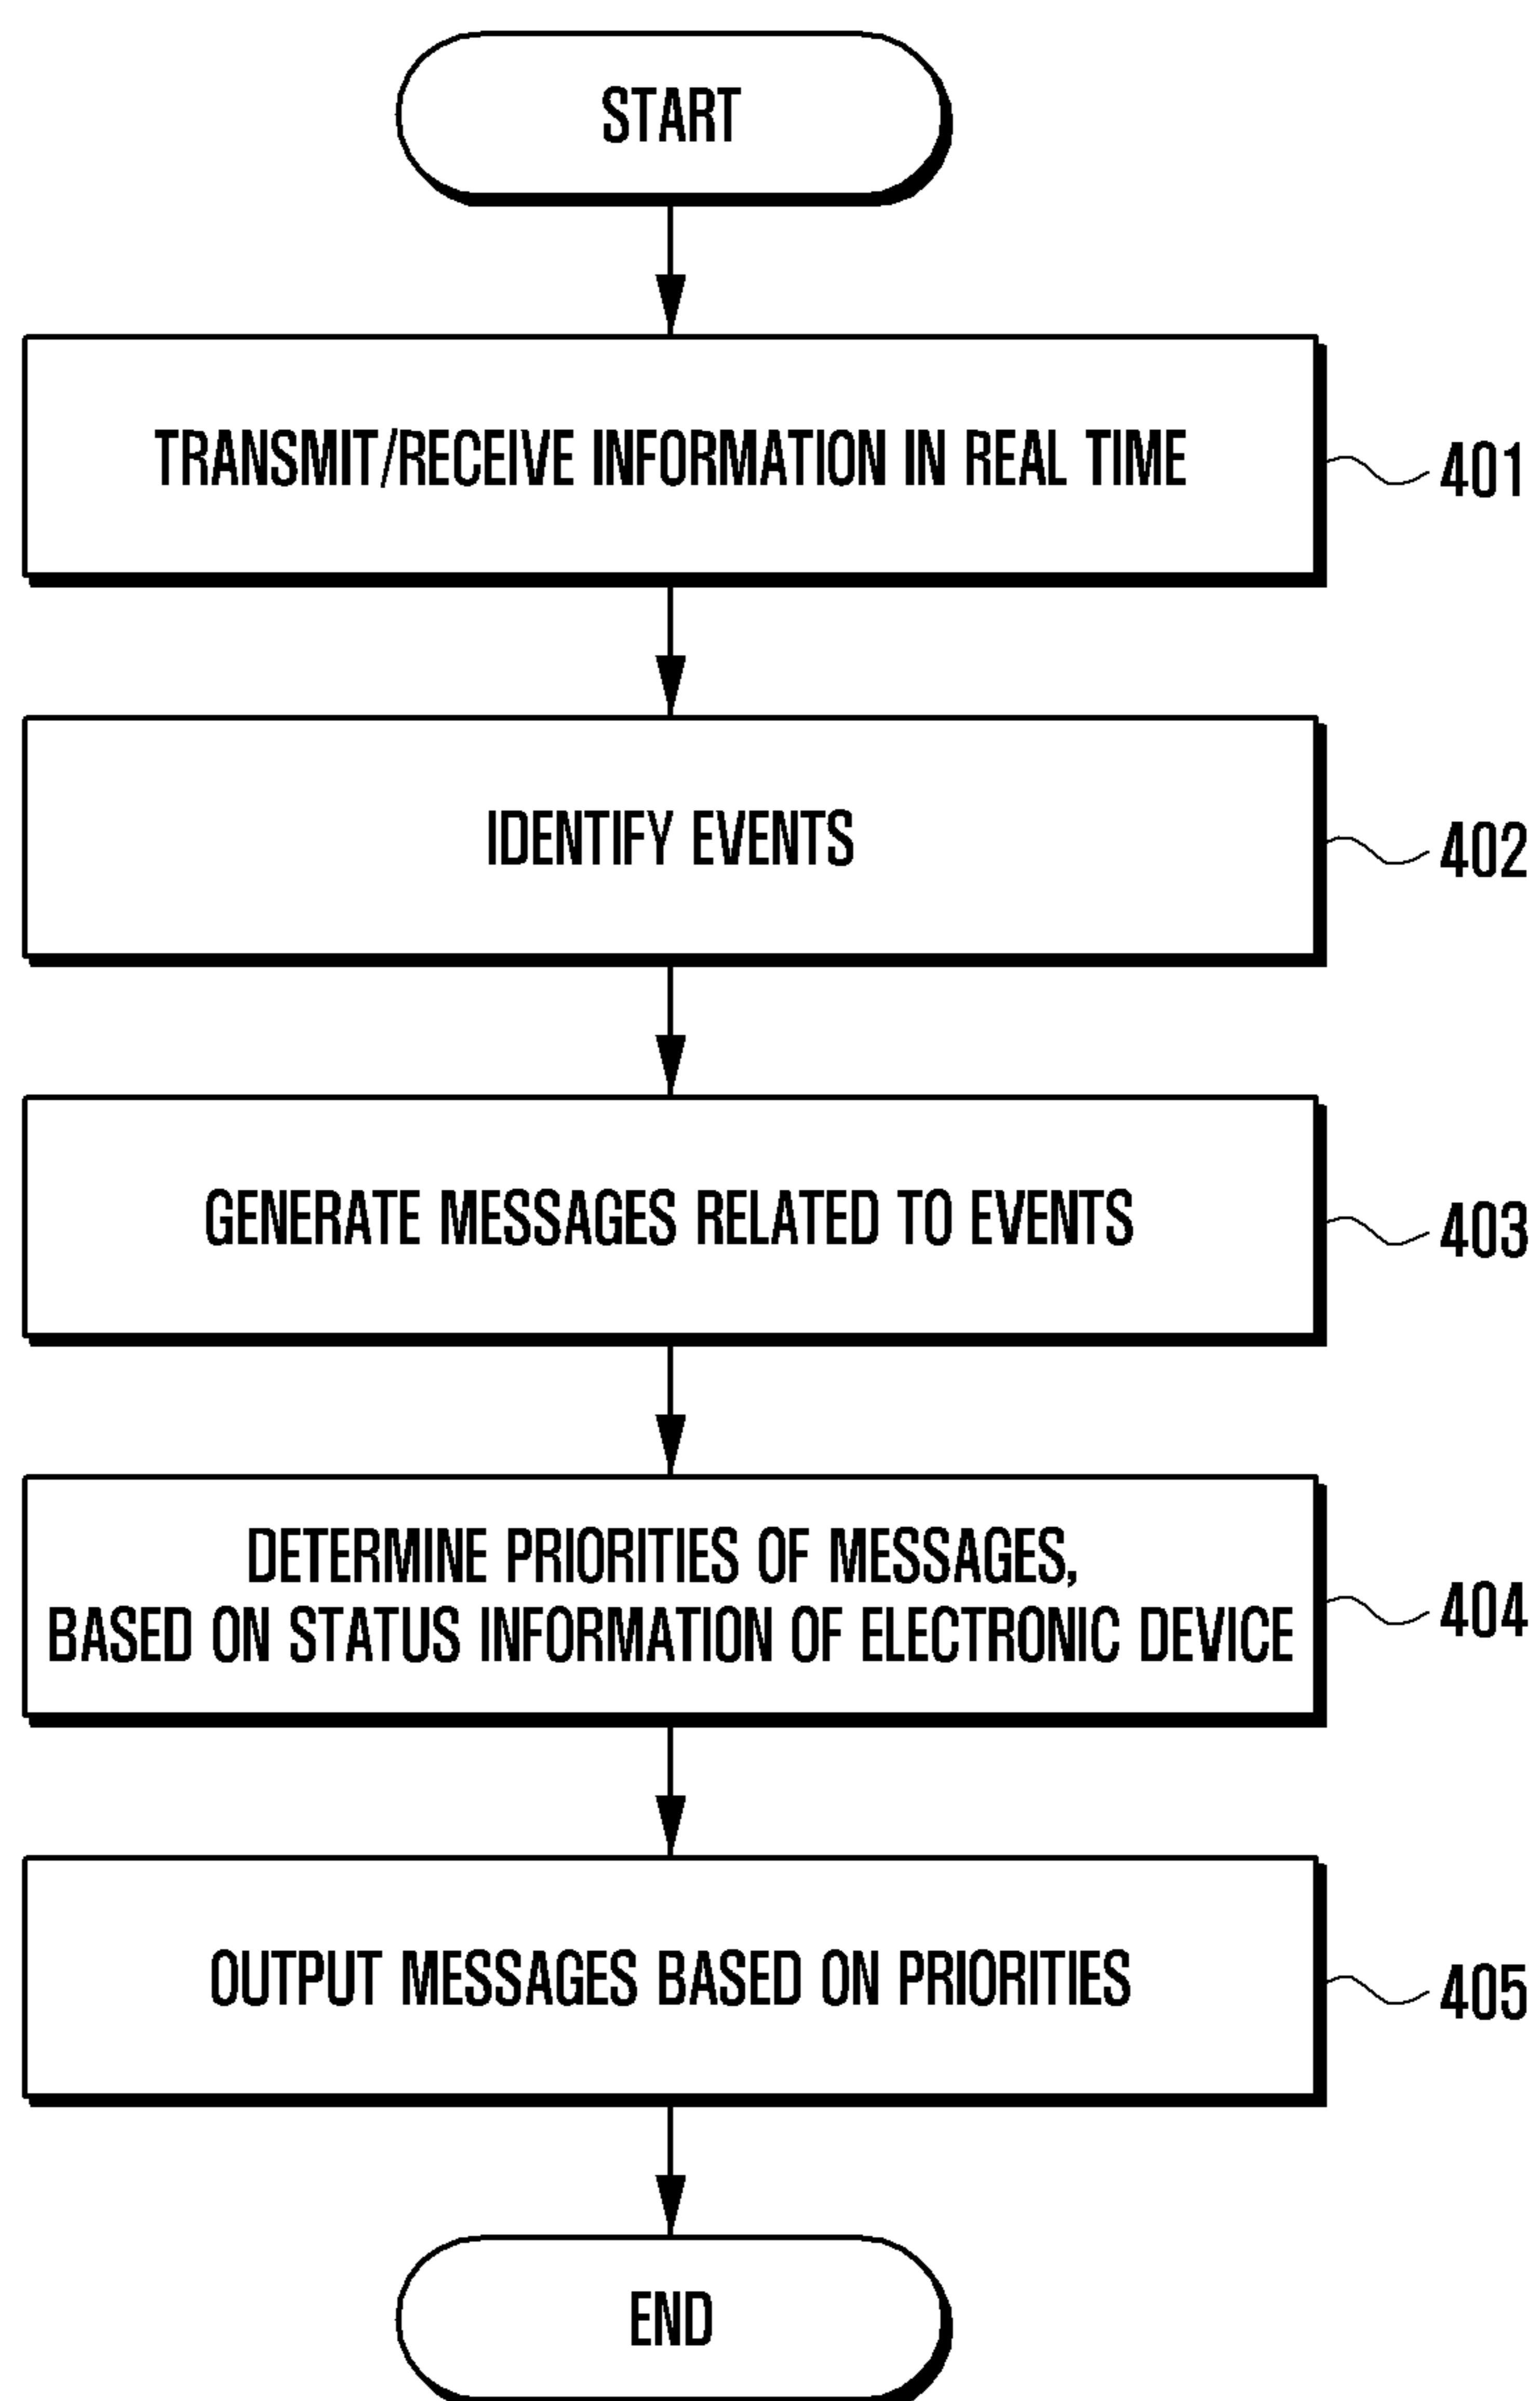 START
TRANSMIT/RECEIVE INFORMATION IN REAL TIME
401
IDENTIFY EVENTS
402
GENERATE MESSAGES RELATED TO EVENTS
403
DETERMINE PRIORITIES OF MESSAGES,
BASED ON STATUS INFORMATION OF ELECTRONIC DEVICE
404
OUTPUT MESSAGES BASED ON PRIORITIES
405
END